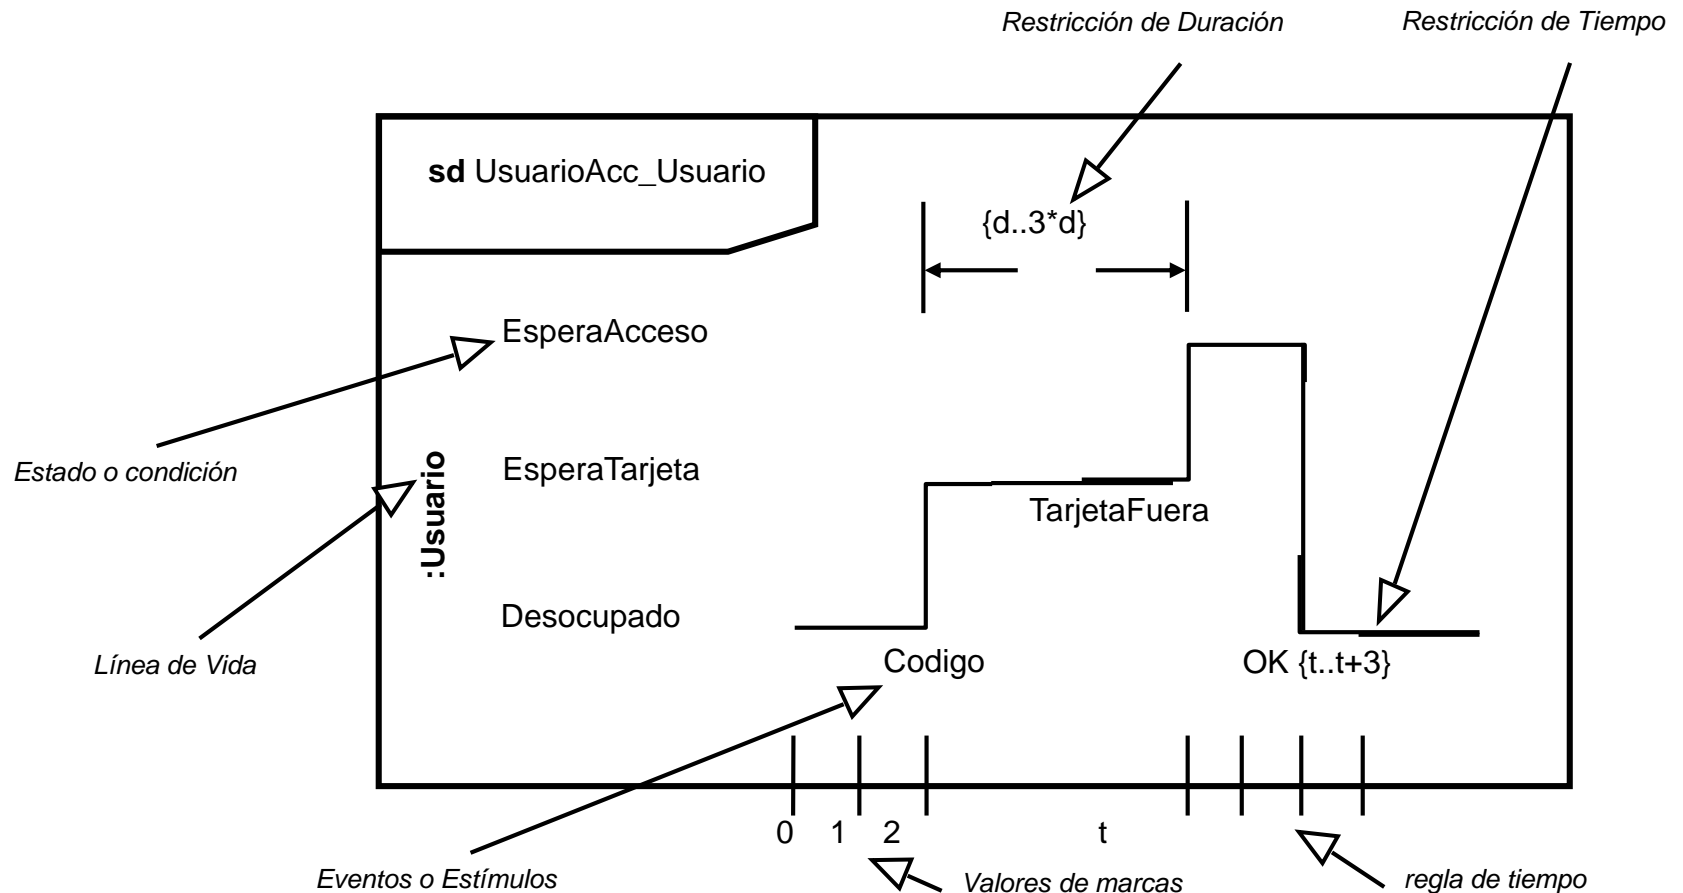 Restricción de Duración
Restricción de Tiempo
sd UsuarioAcc_Usuario
{d..3*d}
EsperaAcceso
Estado o condición
EsperaTarjeta
:Usuario
TarjetaFuera
Desocupado
Línea de Vida
Codigo
OK {t..t+3}
0 1 2 t
Eventos o Estímulos
Valores de marcas
regla de tiempo